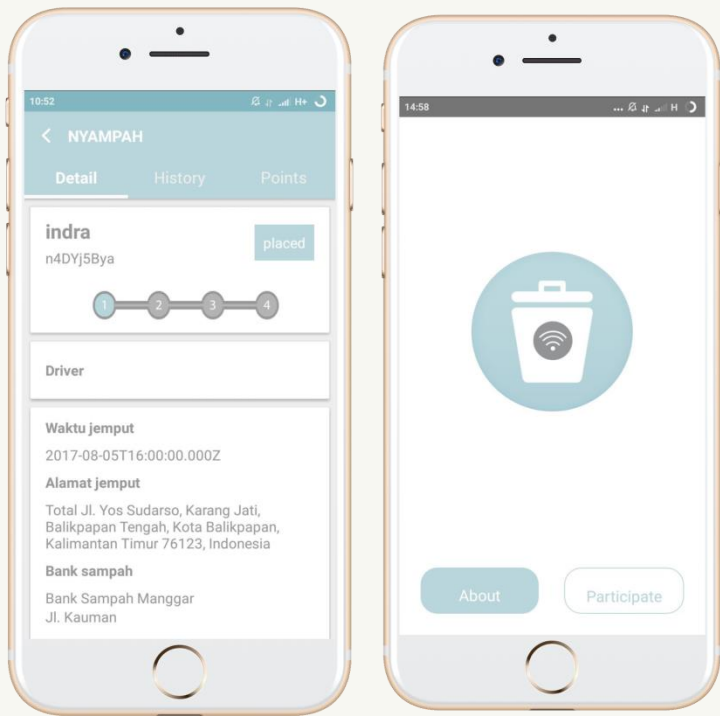 10:52
H+
NYAMPAH
Detail History Points
indra
placed
n4DYj5Bya
1 2 3 4
Driver
Waktu jemput
2017-08-05T16:00:00.000Z
Alamat jemput
Total Jl. Yos Sudarso, Karang Jati,
Balikpapan Tengah, Kota Balikpapan,
Kalimantan Timur 76123, Indonesia
Bank sampah
Bank Sampah Manggar
Jl. Kauman
14:58
... H
About Participate